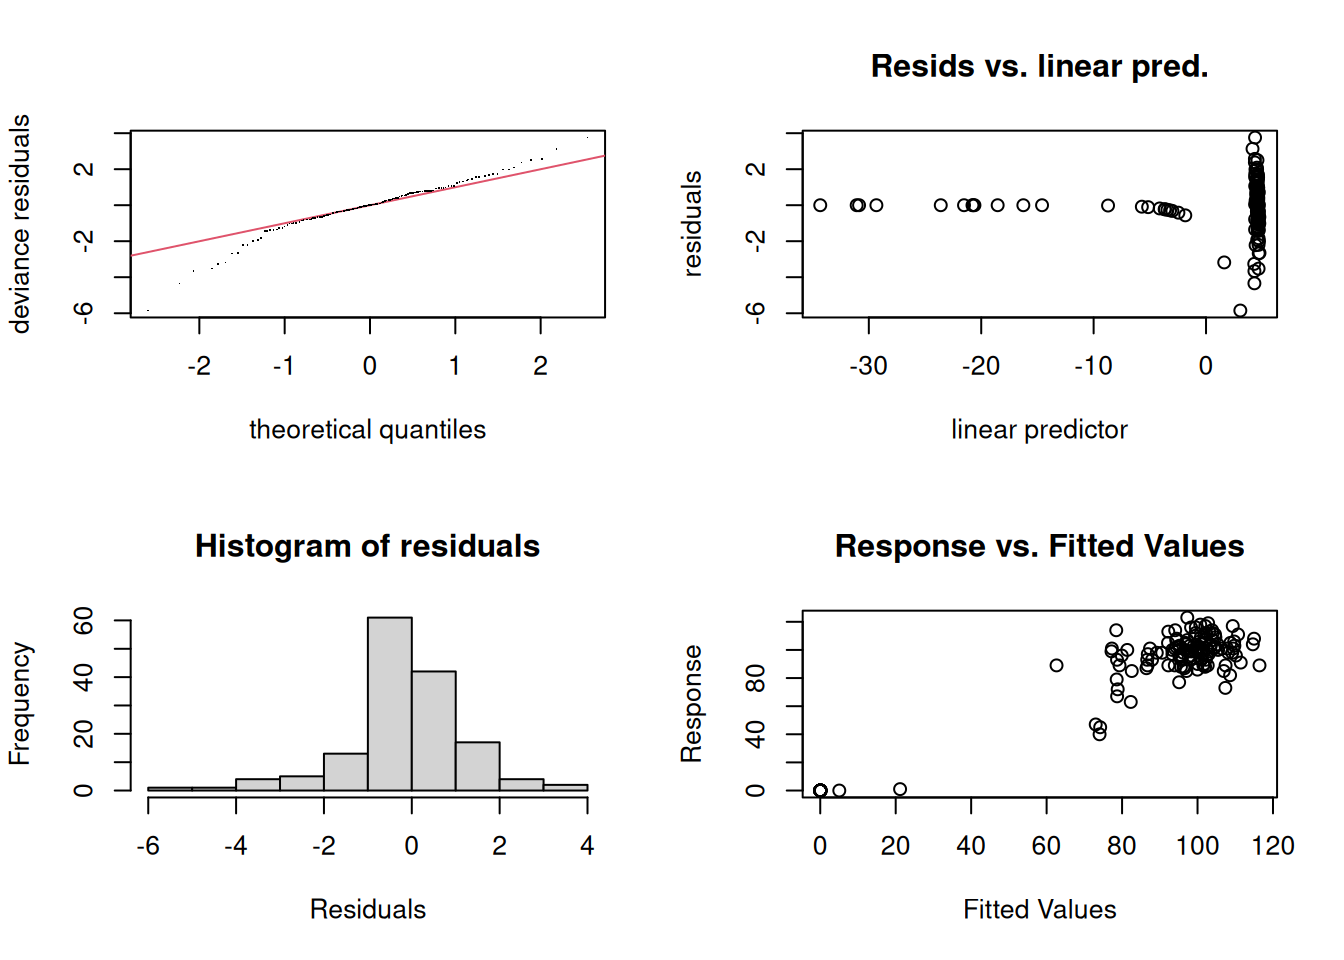 deviance residuals
2
-2
-6
-2 -1 0 1 2
theoretical quantiles
Resids vs. linear pred.
residuals
2
-2
-6
-30 -20 -10 0
linear predictor
Histogram of residuals
Frequency
60
40
20
0
-6 -4 -2 0 2 4
Residuals
Response vs. Fitted Values
Response
80
40
0
0 20 40 60 80 100 120
Fitted Values